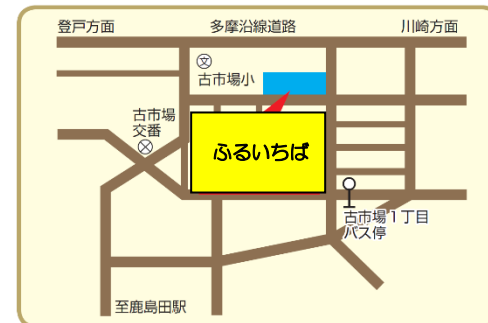 登戸方面
多摩沿線道路
川崎方面
文
古市場小
古市場
交番
ふるいちば
古市場1丁目
バス停
至鹿島田駅